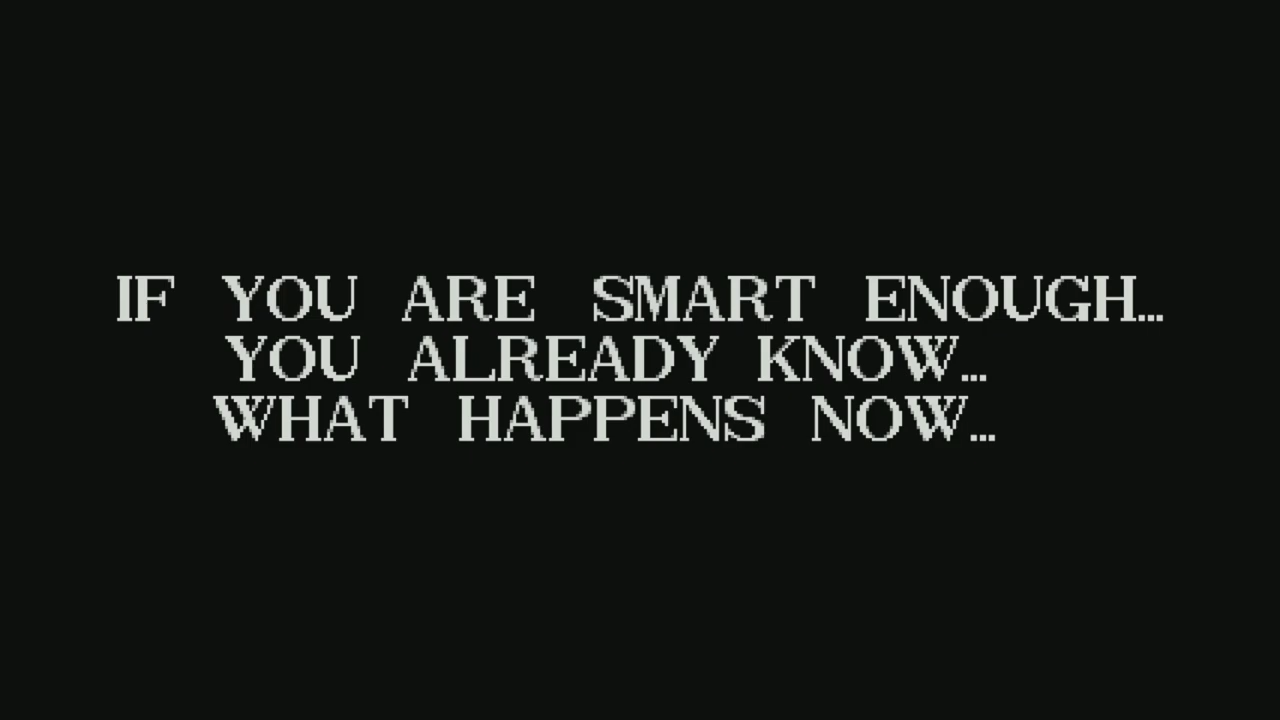 IF YOU ARE SMART ENOUGH…
YOU ALREADY KNOW…
WHAT HAPPENS NOW…